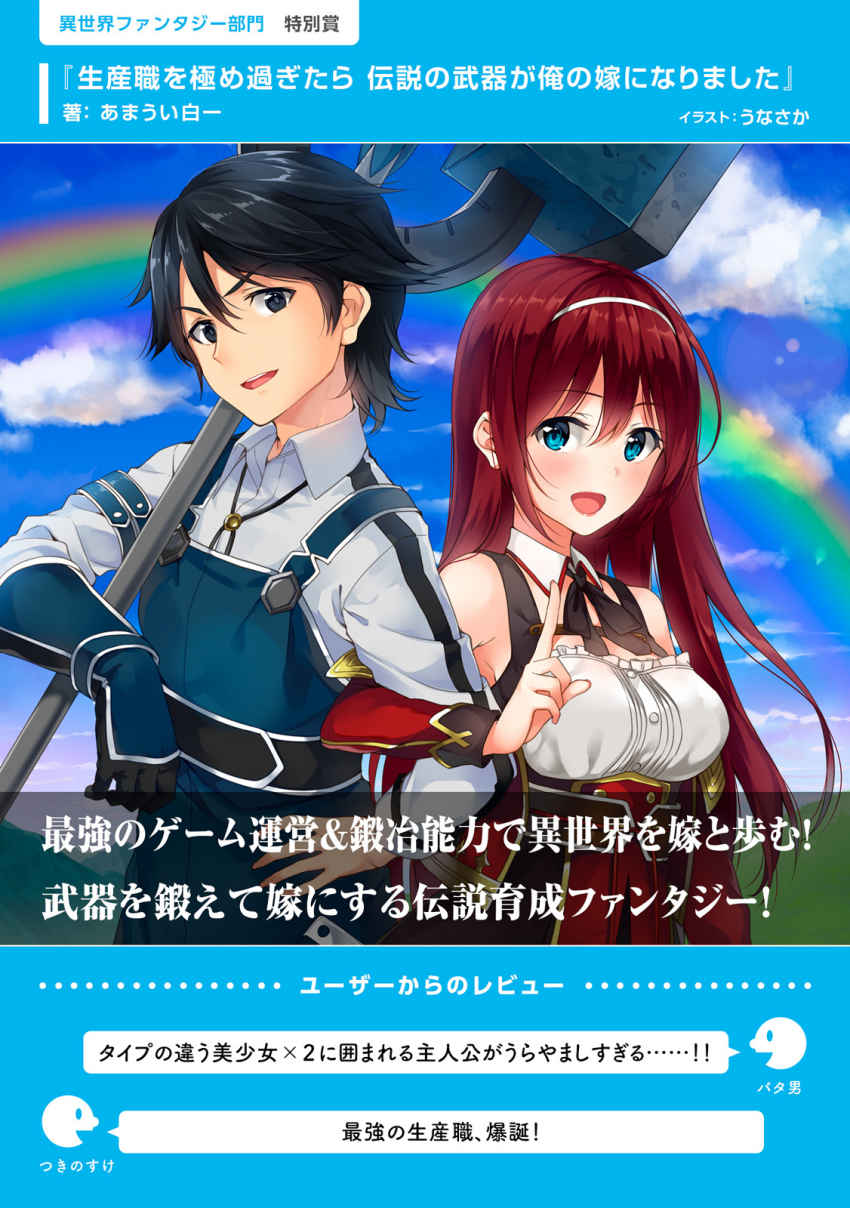 異世界ファンタジー部門 特別賞
『生産職を極め過ぎたら 伝説の武器が俺の嫁になりました』
著: あまうい白一
イラスト: うなさか
最強のゲーム運営&鍛冶能力で異世界を嫁と歩む!
武器を鍛えて嫁にする伝説育成ファンタジー!
ユーザーからのレビュー
タイプの違う美少女×2に囲まれる主人公がうらやましすぎる……!!
バタ男
最強の生産職、爆誕!
つきのすけ